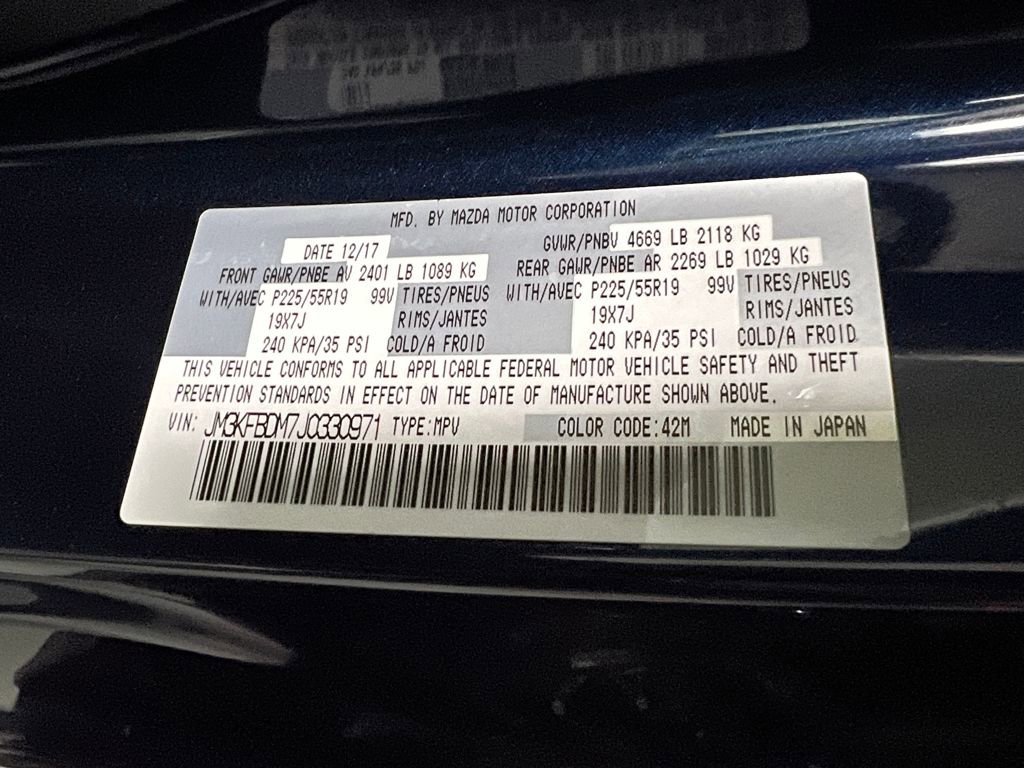 MFD. BY MAZDA MOTOR CORPORATION
DATE 12/17 GVWR/PNBV 4669 LB 2118 KG
FRONT GAWR/PNBE AV 2401 LB 1089 KG REAR GAWR/PNBE AR 2269 LB 1029 KG
WITH/AVEC P225/55R19 99V TIRES/PNEUS WITH/AVEC P225/55R19 99V TIRES/PNEUS
19X7J RIMS/JANTES 19X7J RIMS/JANTES
240 KPA/35 PSI COLD/A FROID 240 KPA/35 PSI COLD/A FROID
THIS VEHICLE CONFORMS TO ALL APPLICABLE FEDERAL MOTOR VEHICLE SAFETY AND THEFT
PREVENTION STANDARDS IN EFFECT ON THE DATE OF MANUFACTURE SHOWN ABOVE.
VIN: JM3KFBDM7J0330971 TYPE:MPV COLOR CODE:42M MADE IN JAPAN